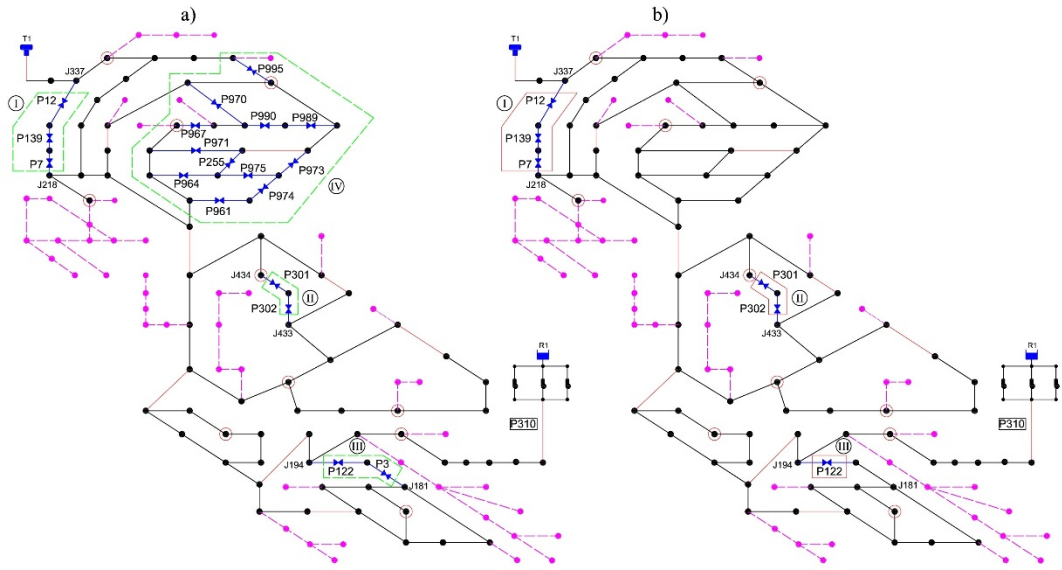 a)
T1
J337
P995
P12
P970
I
P990
P989
P967
P139
P971
P255
P973
P7
P964
P975
J218
P974
IV
P961
J434
P301
II
P302
J433
R1
P310
III
J194
P3
P122
J181
b)
T1
J337
P12
I
P139
P7
J218
P301
J434
II
P302
J433
R1
P310
III
J194
P122
J181